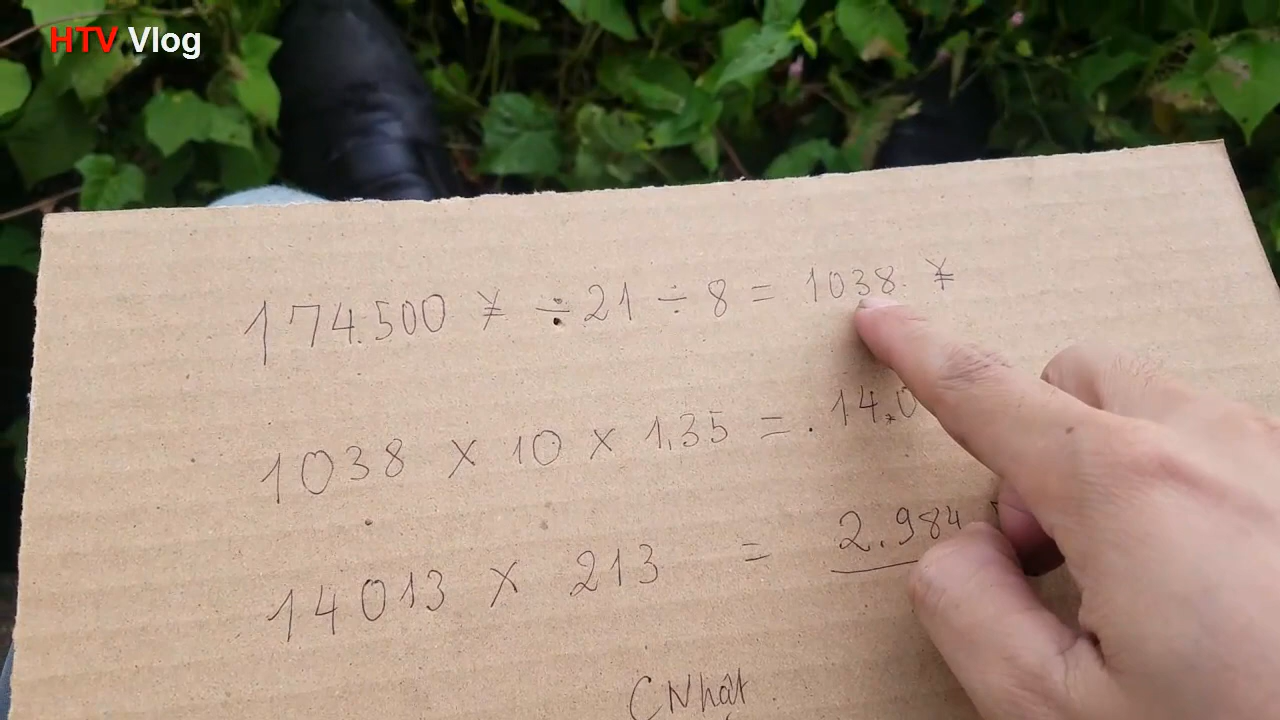 HTV Vlog
174.500 ¥ ÷ 21 ÷ 8 = 1038. ¥
1038 × 10 × 1,35 = . 14.0
14013 × 213 = 2.984
CNhật